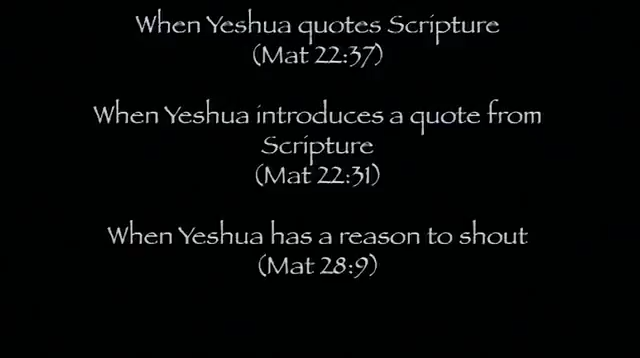 When Yeshua quotes Scripture
(Mat 22:37)
When Yeshua introduces a quote from
Scripture
(Mat 22:31)
When Yeshua has a reason to shout
(Mat 28:9)